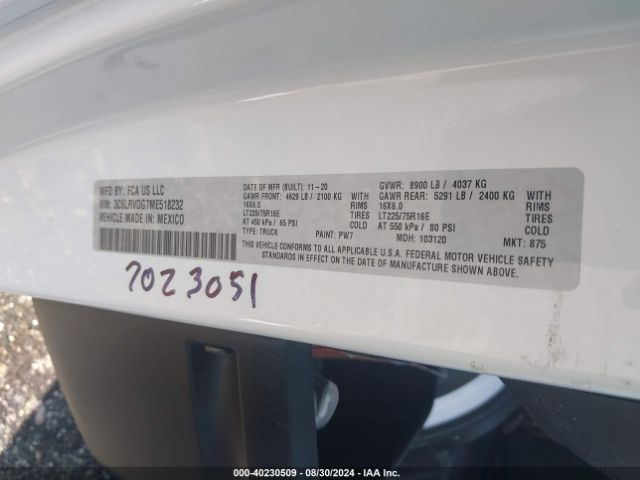 MFD BY: FCA US LLC
VIN: 3C6LRVDG7ME518232
VEHICLE MADE IN: MEXICO
DATE OF MFR (BUILT): 11-20
GAWR FRONT: 4629 LB / 2100 KG
16X6.0
LT225/75R16E
AT 450 kPa / 65 PSI
TYPE: TRUCK
PAINT: PW7
WITH
RIMS
TIRES
COLD
GVWR: 8900 LB / 4037 KG
GAWR REAR: 5291 LB / 2400 KG
16X6.0
LT225/75R16E
AT 550 kPa / 80 PSI
MDH: 103120
WITH
RIMS
TIRES
COLD
MKT: 875
THIS VEHICLE CONFORMS TO ALL APPLICABLE U.S.A. FEDERAL MOTOR VEHICLE SAFETY
STANDARDS IN EFFECT ON THE DATE OF MANUFACTURE SHOWN ABOVE.
7023051
000-40230509 - 08/30/2024 - IAA Inc.